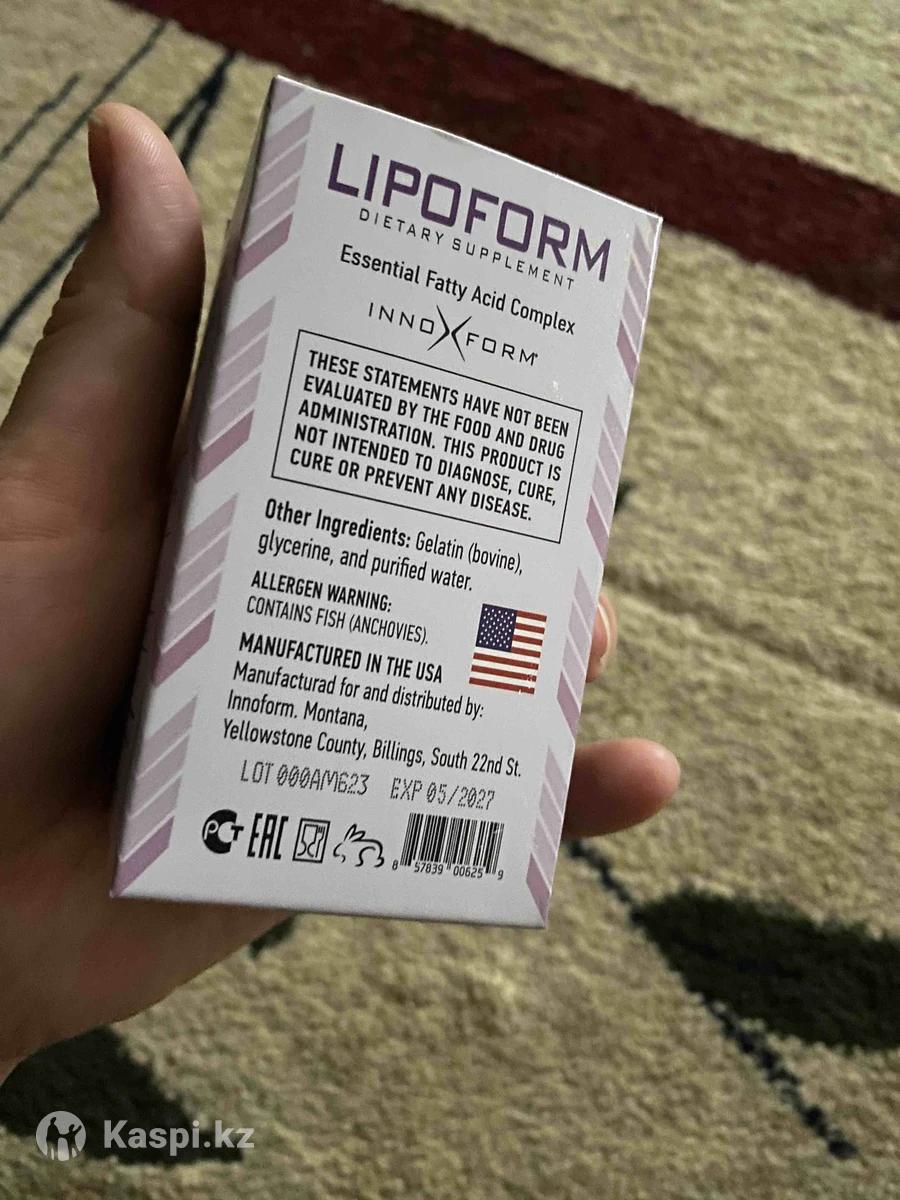 LIPOFORM
DIETARY SUPPLEMENT
Essential Fatty Acid Complex
INNOXFORM
THESE STATEMENTS HAVE NOT BEEN
EVALUATED BY THE FOOD AND DRUG
ADMINISTRATION. THIS PRODUCT IS
NOT INTENDED TO DIAGNOSE, CURE,
CURE OR PREVENT ANY DISEASE.
Other Ingredients: Gelatin (bovine),
glycerine, and purified water.
ALLERGEN WARNING:
CONTAINS FISH (ANCHOVIES).
MANUFACTURED IN THE USA
Manufacturad for and distributed by:
Innoform. Montana,
Yellowstone County, Billings, South 22nd St.
LOT 000AM623 EXP 05/2027
РСТ EAC
8 57839 00625 9
Kaspi.kz